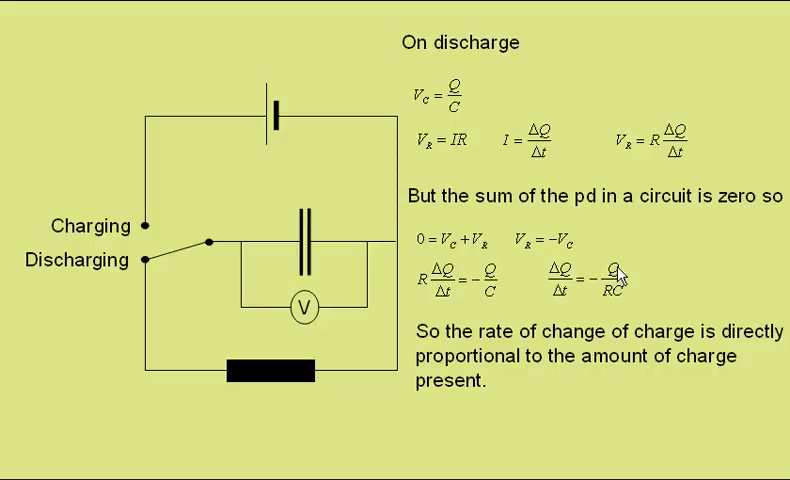 On discharge
V_C = Q/C
V_R = IR I = ΔQ/Δt V_R = R ΔQ/Δt
But the sum of the pd in a circuit is zero so
Charging
0 = V_C + V_R V_R = −V_C
Discharging
R ΔQ/Δt = − Q/C ΔQ/Δt = − Q/RC
V
So the rate of change of charge is directly
proportional to the amount of charge
present.